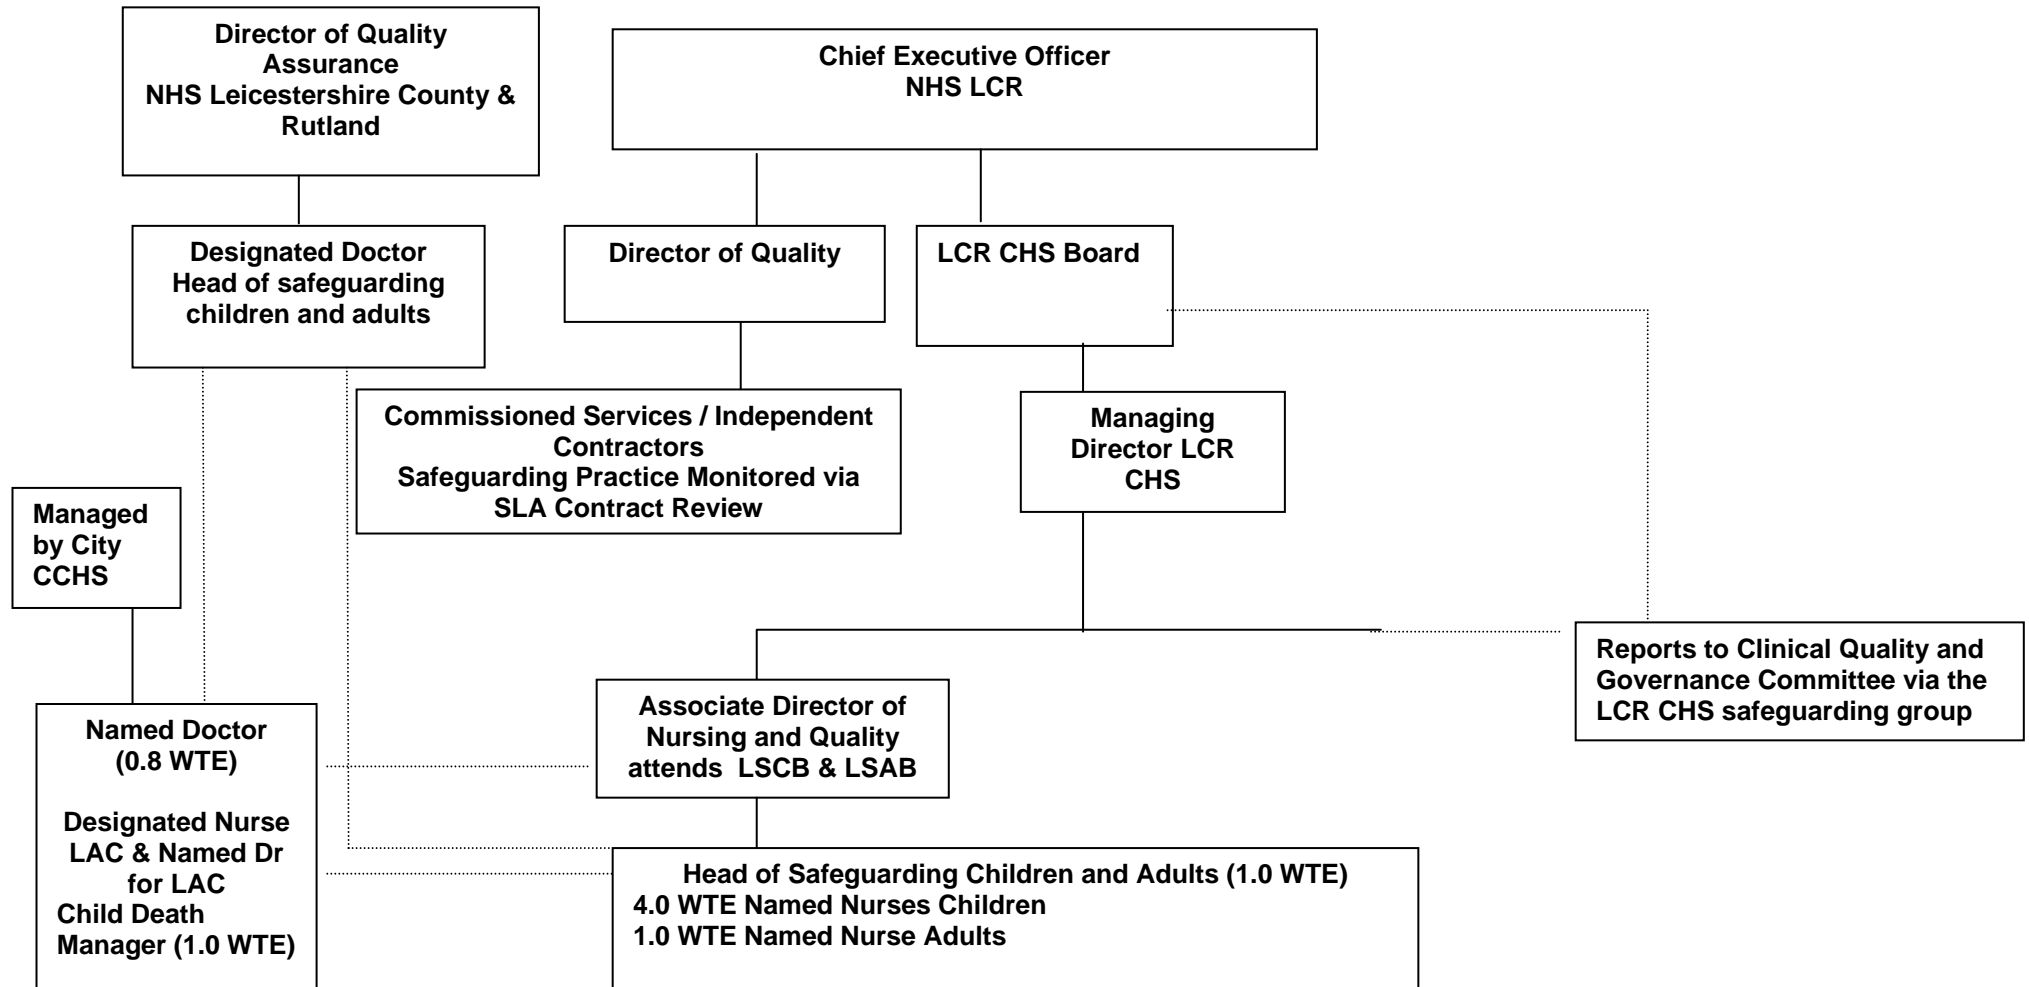 Director of Quality
Assurance
NHS Leicestershire County &
Rutland
Chief Executive Officer
NHS LCR
Designated Doctor
Head of safeguarding
children and adults
Director of Quality
LCR CHS Board
Commissioned Services / Independent
Contractors
Safeguarding Practice Monitored via
SLA Contract Review
Managing
Director LCR
CHS
Managed
by City
CCHS
Reports to Clinical Quality and
Governance Committee via the
LCR CHS safeguarding group
Associate Director of
Nursing and Quality
attends LSCB & LSAB
Named Doctor
(0.8 WTE)
Designated Nurse
LAC & Named Dr
for LAC
Child Death
Manager (1.0 WTE)
Head of Safeguarding Children and Adults (1.0 WTE)
4.0 WTE Named Nurses Children
1.0 WTE Named Nurse Adults